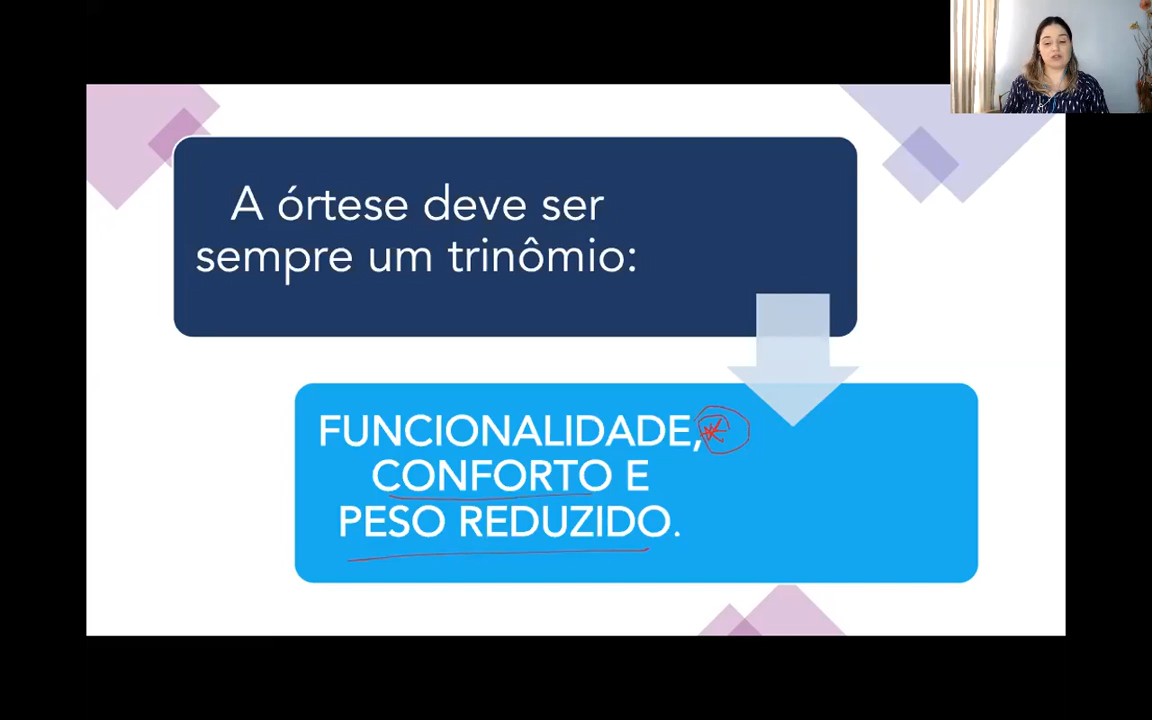 A órtese deve ser
sempre um trinômio:
FUNCIONALIDADE,
CONFORTO E
PESO REDUZIDO.